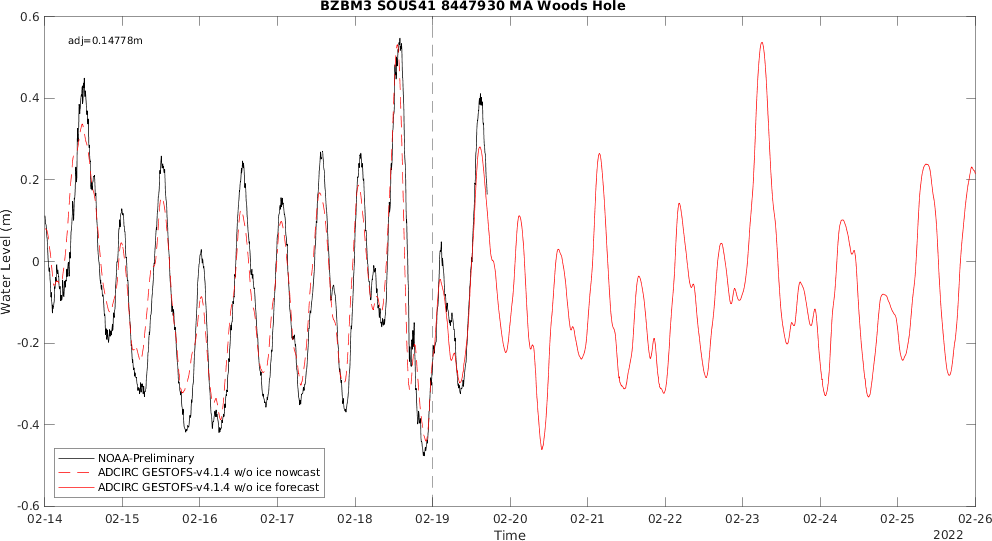 BZBM3 SOUS41 8447930 MA Woods Hole
adj=0.14778m
0.6
0.4
0.2
0
-0.2
-0.4
-0.6
Water Level (m)
NOAA-Preliminary
ADCIRC GESTOFS-v4.1.4 w/o ice nowcast
ADCIRC GESTOFS-v4.1.4 w/o ice forecast
02-14 02-15 02-16 02-17 02-18 02-19 02-20 02-21 02-22 02-23 02-24 02-25 02-26
Time
2022